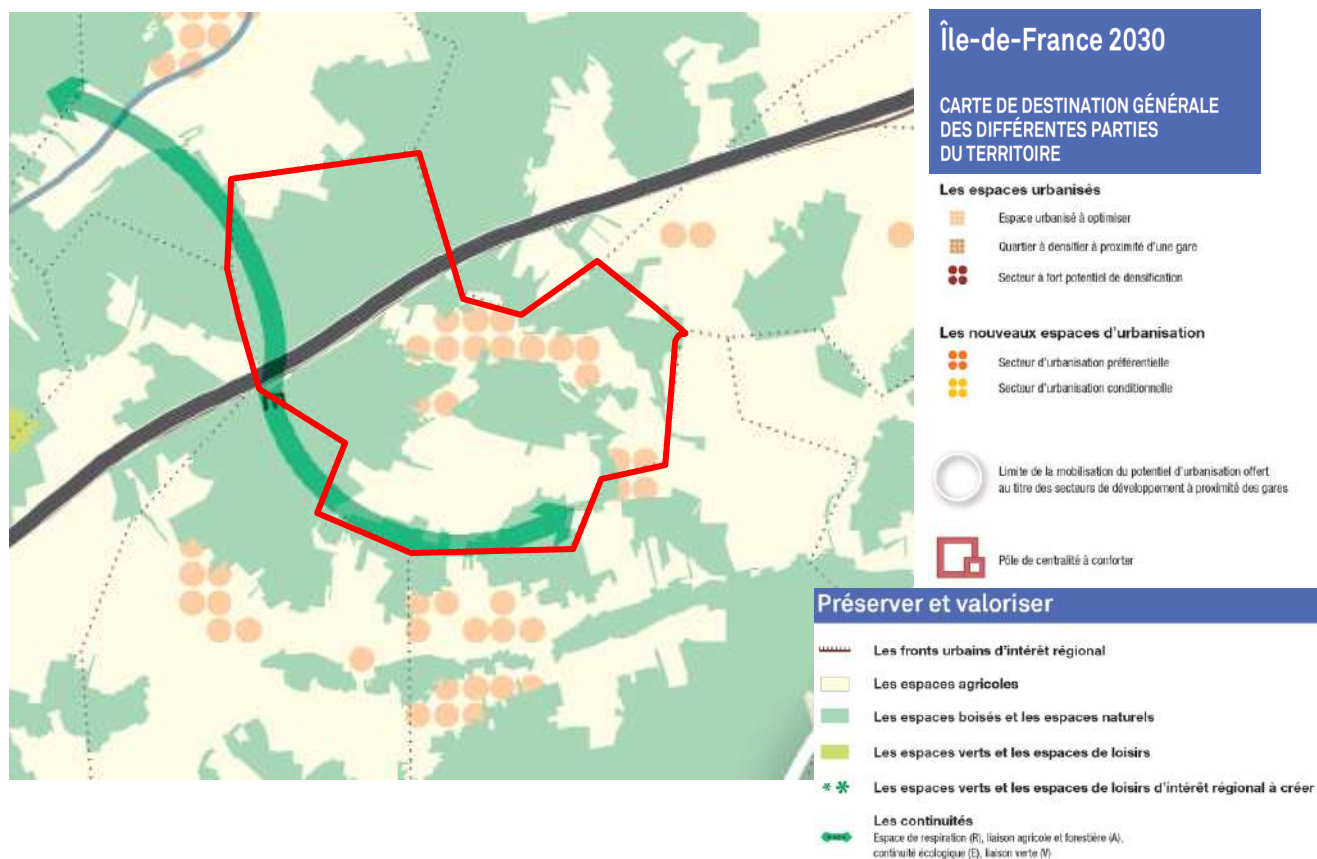 Île-de-France 2030
CARTE DE DESTINATION GÉNÉRALE
DES DIFFÉRENTES PARTIES
DU TERRITOIRE
Les espaces urbanisés
Espace urbanisé à optimiser
Quartier à densifier à proximité d'une gare
Secteur à fort potentiel de densification
Les nouveaux espaces d'urbanisation
Secteur d'urbanisation préférentielle
Secteur d'urbanisation conditionnelle
Limite de la mobilisation du potentiel d'urbanisation offert
au titre des secteurs de développement à proximité des gares
Pôle de centralité à conforter
Préserver et valoriser
Les fronts urbains d'intérêt régional
Les espaces agricoles
Les espaces boisés et les espaces naturels
Les espaces verts et les espaces de loisirs
Les espaces verts et les espaces de loisirs d'intérêt régional à créer
Les continuités
Espace de respiration (R), liaison agricole et forestière (A),
continuité écologique (E), liaison verte (V)
E